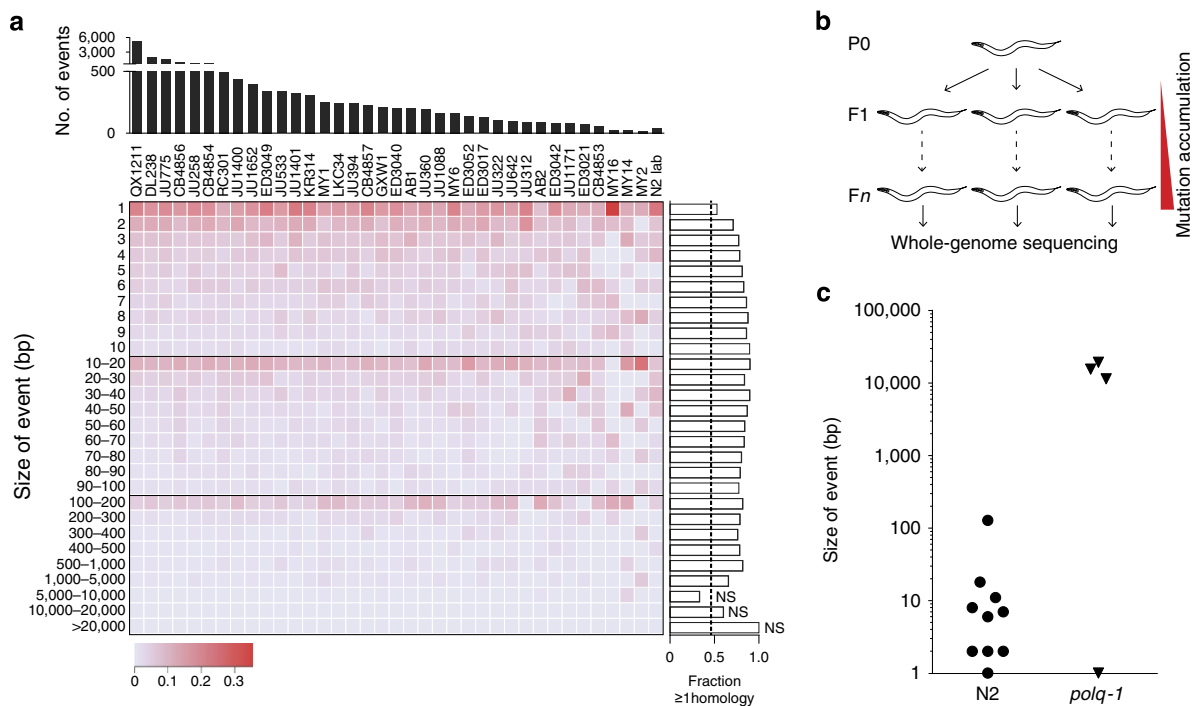 a
No. of events
6,000
3,000
500
0
QX1211
DL238
JU775
CB4856
JU258
CB4854
RC301
JU1400
JU1652
ED3049
JU533
JU1401
KR314
MY1
LKC34
JU394
CB4857
GXW1
ED3040
AB1
JU360
JU1088
MY6
ED3052
ED3017
JU322
JU642
JU312
AB2
ED3042
JU1171
ED3021
CB4853
MY16
MY14
MY2
N2 lab
Size of event (bp)
1
2
3
4
5
6
7
8
9
10
10–20
20–30
30–40
40–50
50–60
60–70
70–80
80–90
90–100
100–200
200–300
300–400
400–500
500–1,000
1,000–5,000
5,000–10,000
10,000–20,000
>20,000
NS
NS
NS
0 0.1 0.2 0.3
0 0.5 1.0
Fraction
≥1homology
b
P0
F1
Fn
Mutation accumulation
Whole-genome sequencing
c
Size of event (bp)
100,000
10,000
1,000
100
10
1
N2 polq-1